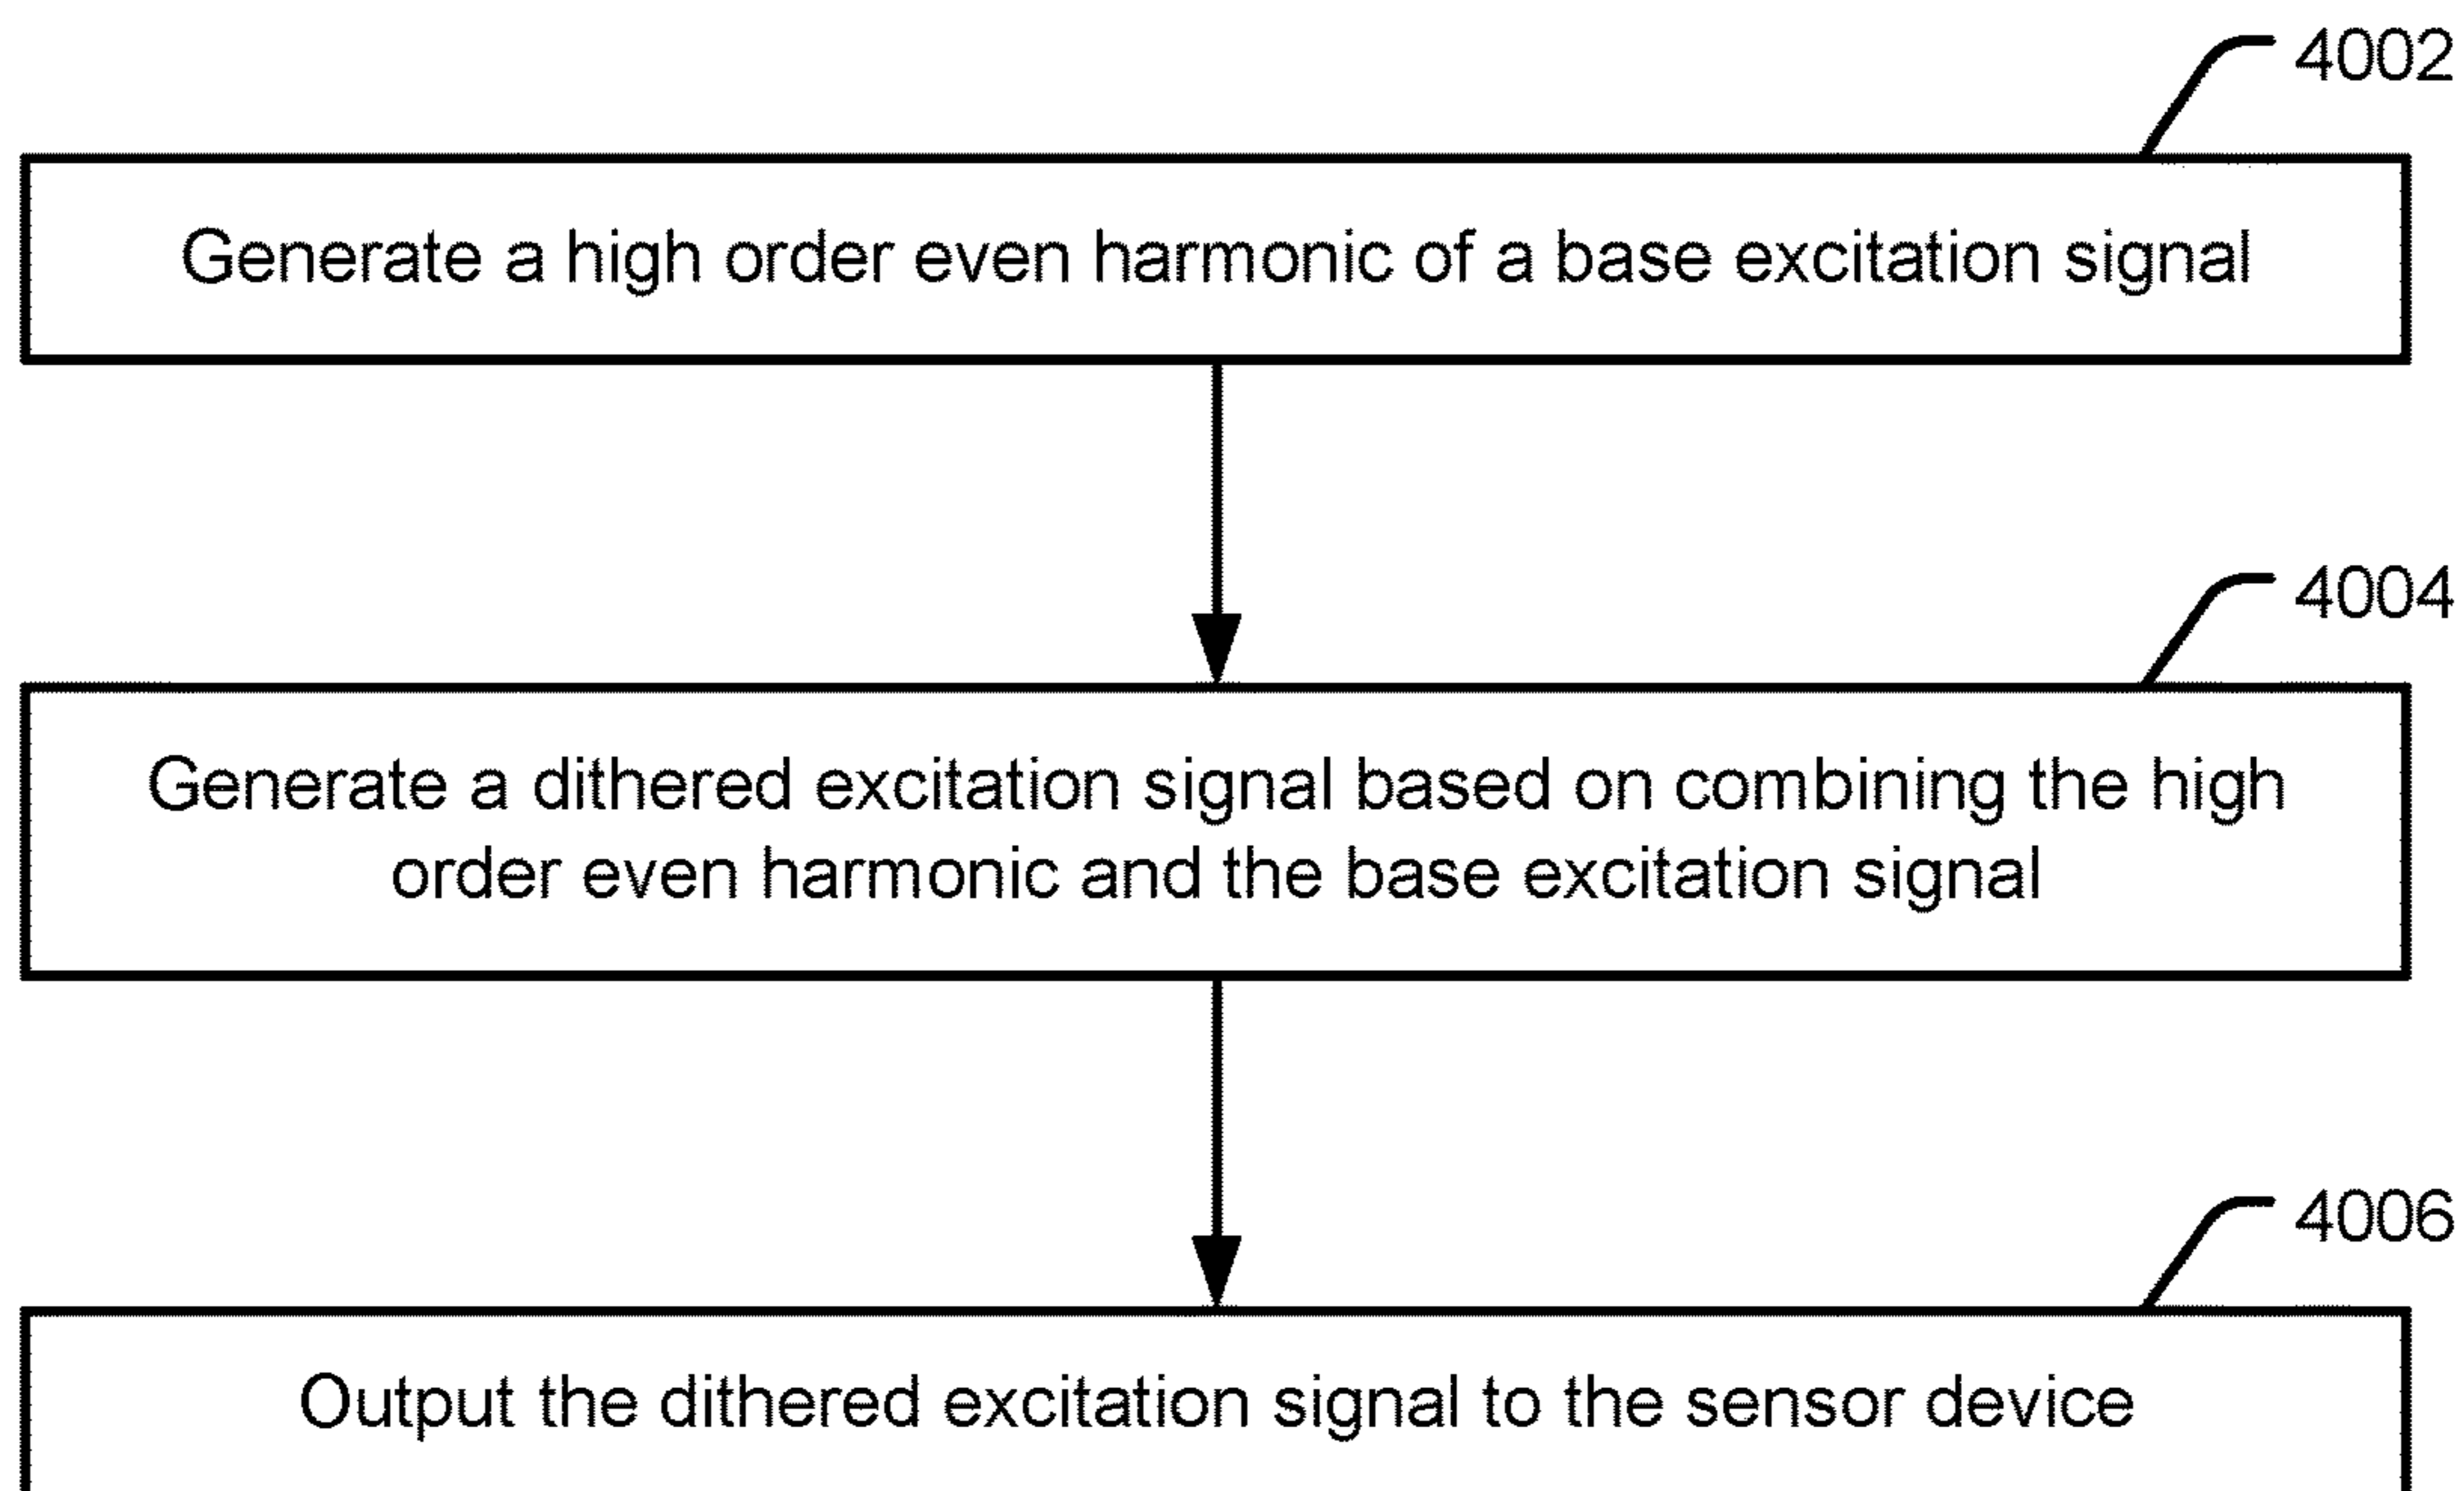 4002
Generate a high order even harmonic of a base excitation signal
4004
Generate a dithered excitation signal based on combining the high
order even harmonic and the base excitation signal
4006
Output the dithered excitation signal to the sensor device